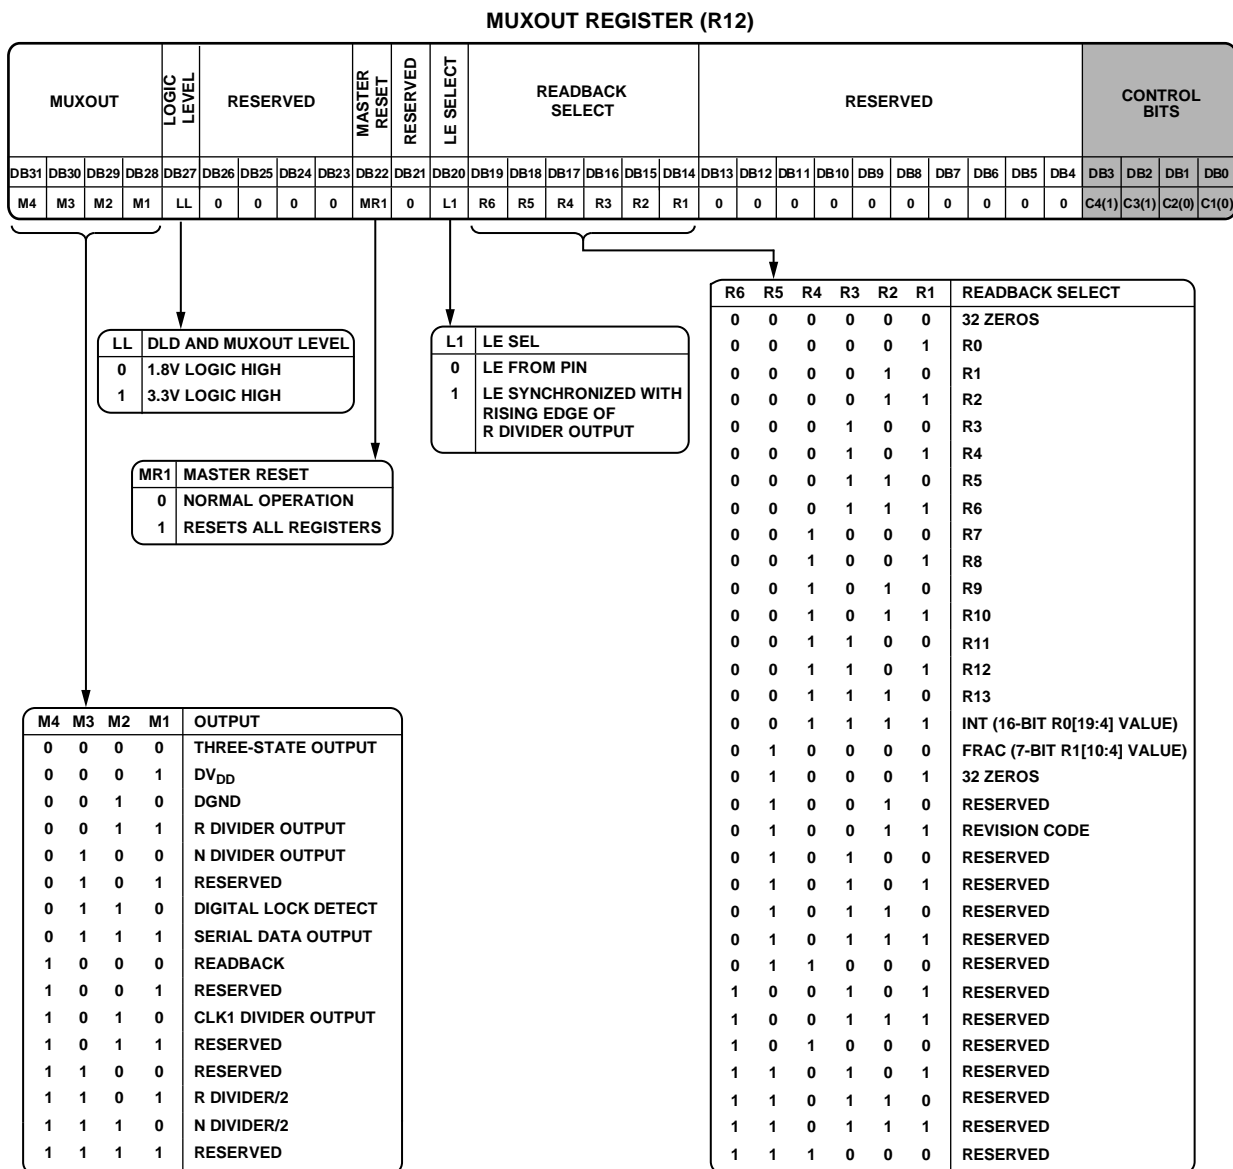 MUXOUT REGISTER (R12)
MUXOUT
LOGIC
LEVEL
RESERVED
MASTER
RESET
RESERVED
LE SELECT
READBACK
SELECT
RESERVED
CONTROL
BITS
DB31 DB30 DB29 DB28 DB27 DB26 DB25 DB24 DB23 DB22 DB21 DB20 DB19 DB18 DB17 DB16 DB15 DB14 DB13 DB12 DB11 DB10 DB9 DB8 DB7 DB6 DB5 DB4 DB3 DB2 DB1 DB0
M4 M3 M2 M1 LL 0 0 0 0 MR1 0 L1 R6 R5 R4 R3 R2 R1 0 0 0 0 0 0 0 0 0 0 C4(1) C3(1) C2(0) C1(0)
LL DLD AND MUXOUT LEVEL
0 1.8V LOGIC HIGH
1 3.3V LOGIC HIGH
L1 LE SEL
0 LE FROM PIN
1 LE SYNCHRONIZED WITH
RISING EDGE OF
R DIVIDER OUTPUT
MR1 MASTER RESET
0 NORMAL OPERATION
1 RESETS ALL REGISTERS
M4 M3 M2 M1 OUTPUT
0 0 0 0 THREE-STATE OUTPUT
0 0 0 1 DVDD
0 0 1 0 DGND
0 0 1 1 R DIVIDER OUTPUT
0 1 0 0 N DIVIDER OUTPUT
0 1 0 1 RESERVED
0 1 1 0 DIGITAL LOCK DETECT
0 1 1 1 SERIAL DATA OUTPUT
1 0 0 0 READBACK
1 0 0 1 RESERVED
1 0 1 0 CLK1 DIVIDER OUTPUT
1 0 1 1 RESERVED
1 1 0 0 RESERVED
1 1 0 1 R DIVIDER/2
1 1 1 0 N DIVIDER/2
1 1 1 1 RESERVED
R6 R5 R4 R3 R2 R1 READBACK SELECT
0 0 0 0 0 0 32 ZEROS
0 0 0 0 0 1 R0
0 0 0 0 1 0 R1
0 0 0 0 1 1 R2
0 0 0 1 0 0 R3
0 0 0 1 0 1 R4
0 0 0 1 1 0 R5
0 0 0 1 1 1 R6
0 0 1 0 0 0 R7
0 0 1 0 0 1 R8
0 0 1 0 1 0 R9
0 0 1 0 1 1 R10
0 0 1 1 0 0 R11
0 0 1 1 0 1 R12
0 0 1 1 1 0 R13
0 0 1 1 1 1 INT (16-BIT R0[19:4] VALUE)
0 1 0 0 0 0 FRAC (7-BIT R1[10:4] VALUE)
0 1 0 0 0 1 32 ZEROS
0 1 0 0 1 0 RESERVED
0 1 0 0 1 1 REVISION CODE
0 1 0 1 0 0 RESERVED
0 1 0 1 0 1 RESERVED
0 1 0 1 1 0 RESERVED
0 1 0 1 1 1 RESERVED
0 1 1 0 0 0 RESERVED
1 0 0 1 0 1 RESERVED
1 0 0 1 1 1 RESERVED
1 0 1 0 0 0 RESERVED
1 1 0 1 0 1 RESERVED
1 1 0 1 1 0 RESERVED
1 1 0 1 1 1 RESERVED
1 1 1 0 0 0 RESERVED